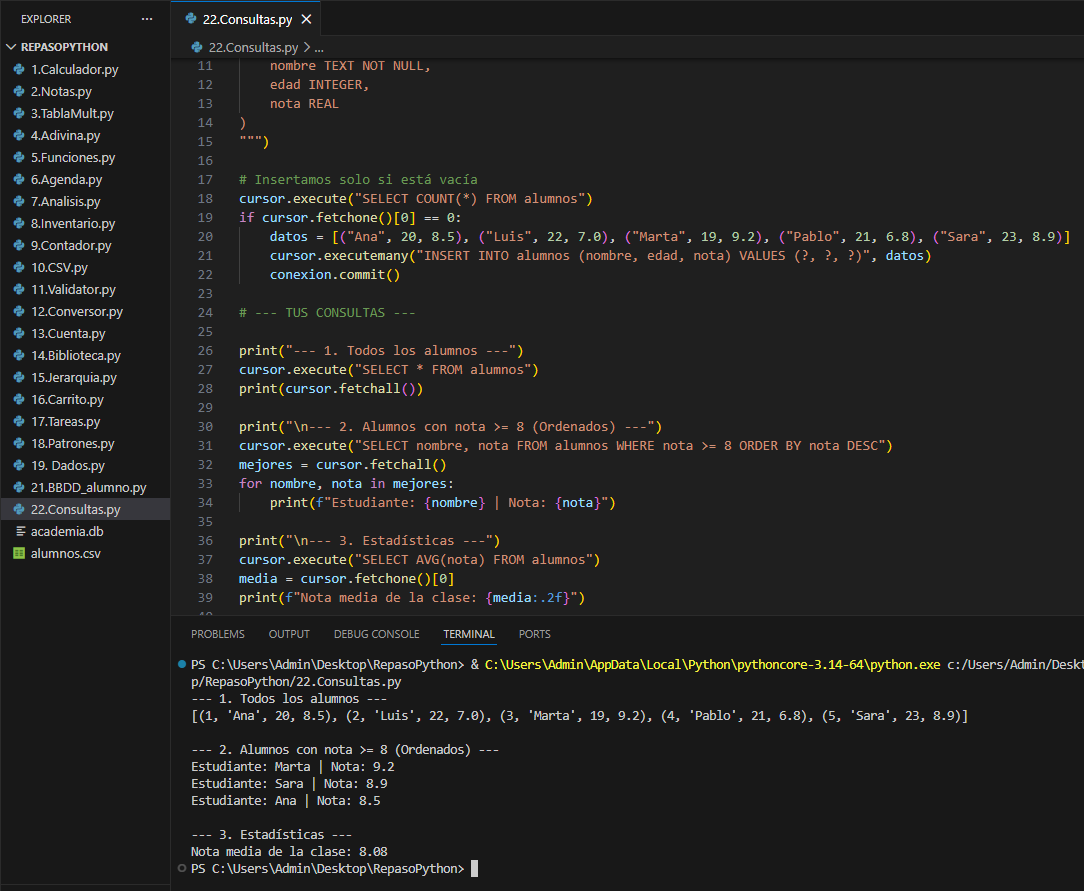 EXPLORER
...
22.Consultas.py
REPASOPYTHON
22.Consultas.py > ...
1.Calculador.py
2.Notas.py
3.TablaMult.py
4.Adivina.py
5.Funciones.py
6.Agenda.py
7.Analisis.py
8.Inventario.py
9.Contador.py
10.CSV.py
11.Validator.py
12.Conversor.py
13.Cuenta.py
14.Biblioteca.py
15.Jerarquia.py
16.Carrito.py
17.Tareas.py
18.Patrones.py
19. Dados.py
21.BBDD_alumno.py
22.Consultas.py
academia.db
alumnos.csv
11 nombre TEXT NOT NULL,
12 edad INTEGER,
13 nota REAL
14 )
15 """)
16
17 # Insertamos solo si está vacía
18 cursor.execute("SELECT COUNT(*) FROM alumnos")
19 if cursor.fetchone()[0] == 0:
20 datos = [("Ana", 20, 8.5), ("Luis", 22, 7.0), ("Marta", 19, 9.2), ("Pablo", 21, 6.8), ("Sara", 23, 8.9)]
21 cursor.executemany("INSERT INTO alumnos (nombre, edad, nota) VALUES (?, ?, ?)", datos)
22 conexion.commit()
23
24 # --- TUS CONSULTAS ---
25
26 print("--- 1. Todos los alumnos ---")
27 cursor.execute("SELECT * FROM alumnos")
28 print(cursor.fetchall())
29
30 print("\n--- 2. Alumnos con nota >= 8 (Ordenados) ---")
31 cursor.execute("SELECT nombre, nota FROM alumnos WHERE nota >= 8 ORDER BY nota DESC")
32 mejores = cursor.fetchall()
33 for nombre, nota in mejores:
34 print(f"Estudiante: {nombre} | Nota: {nota}")
35
36 print("\n--- 3. Estadísticas ---")
37 cursor.execute("SELECT AVG(nota) FROM alumnos")
38 media = cursor.fetchone()[0]
39 print(f"Nota media de la clase: {media:.2f}")
PROBLEMS OUTPUT DEBUG CONSOLE TERMINAL PORTS
PS C:\Users\Admin\Desktop\RepasoPython> & C:\Users\Admin\AppData\Local\Python\pythoncore-3.14-64\python.exe c:/Users/Admin/Deskt
p/RepasoPython/22.Consultas.py
--- 1. Todos los alumnos ---
[(1, 'Ana', 20, 8.5), (2, 'Luis', 22, 7.0), (3, 'Marta', 19, 9.2), (4, 'Pablo', 21, 6.8), (5, 'Sara', 23, 8.9)]
--- 2. Alumnos con nota >= 8 (Ordenados) ---
Estudiante: Marta | Nota: 9.2
Estudiante: Sara | Nota: 8.9
Estudiante: Ana | Nota: 8.5
--- 3. Estadísticas ---
Nota media de la clase: 8.08
PS C:\Users\Admin\Desktop\RepasoPython>